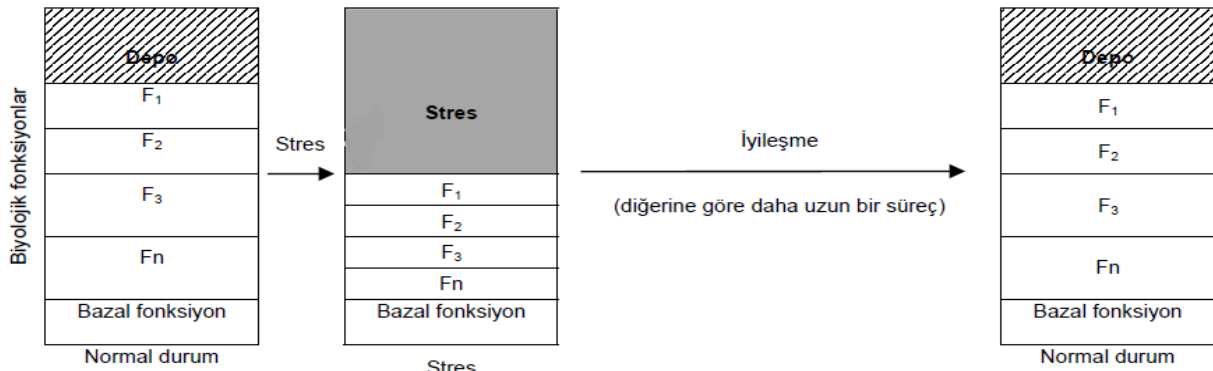 Biyolojik fonksiyonlar
Depo
F1
F2
F3
Fn
Bazal fonksiyon
Normal durum
Stres
Stres
F1
F2
F3
Fn
Bazal fonksiyon
Stres
İyileşme
(diğerine göre daha uzun bir süreç)
Depo
F1
F2
F3
Fn
Bazal fonksiyon
Normal durum